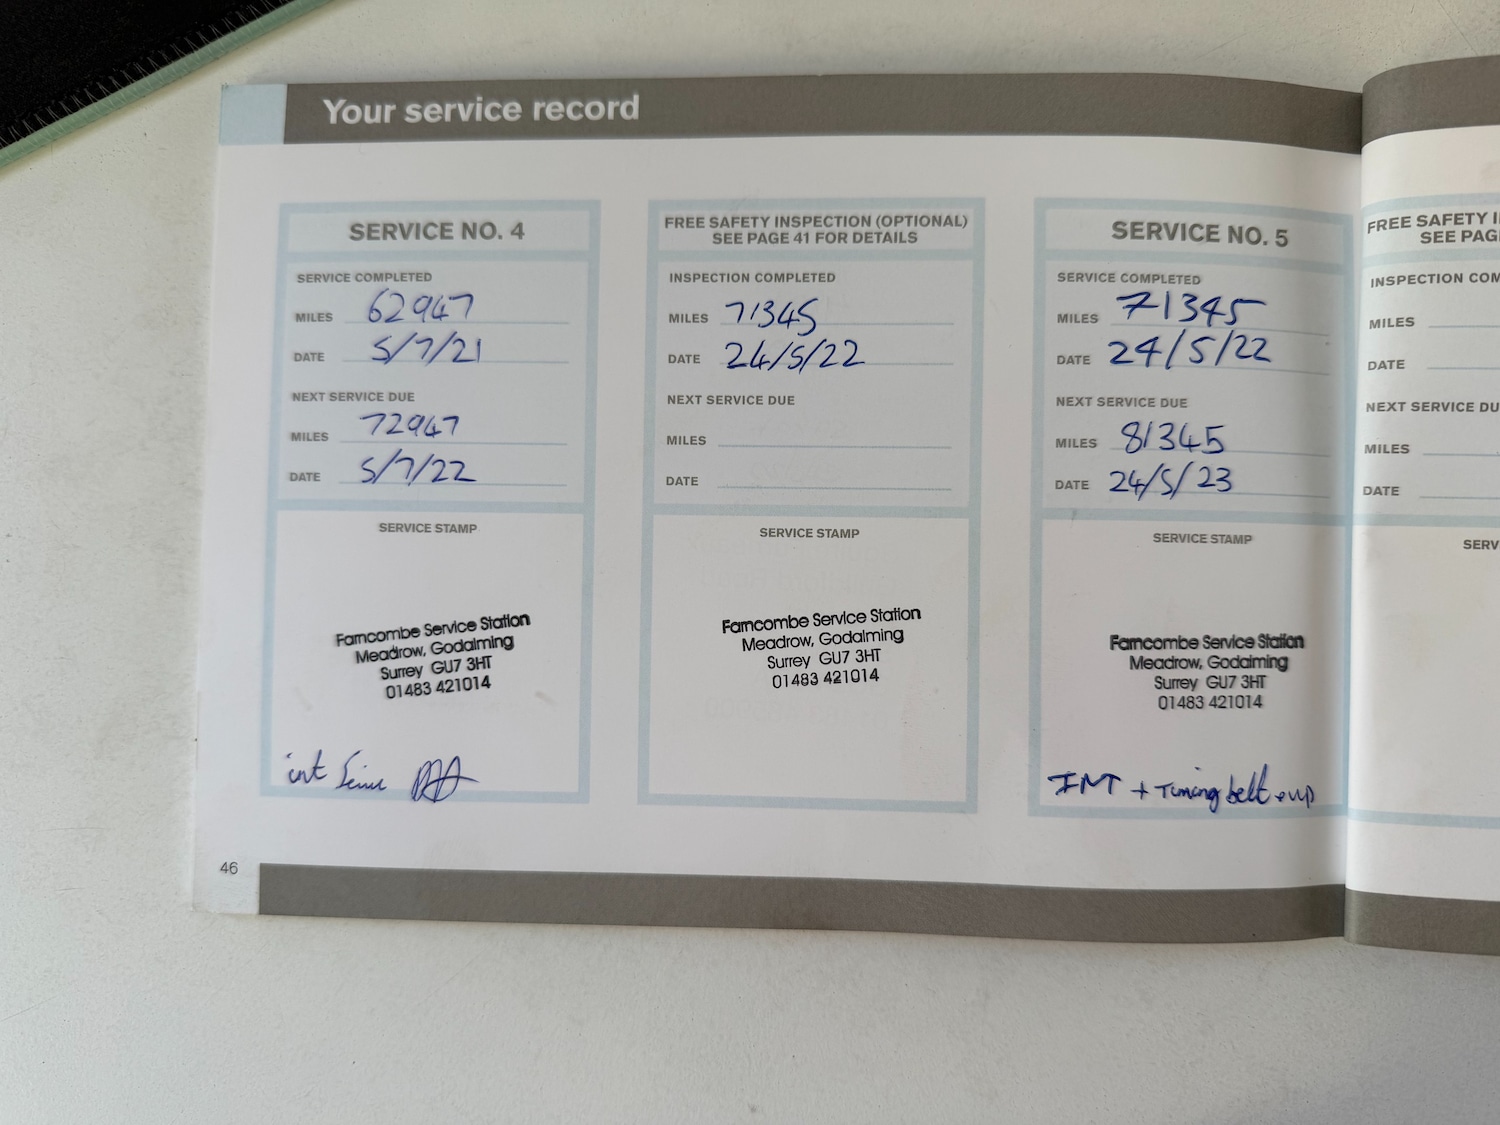 Your service record
SERVICE NO. 4
SERVICE COMPLETED
MILES 62947
DATE 5/7/21
NEXT SERVICE DUE
MILES 72947
DATE 5/7/22
SERVICE STAMP
Farncombe Service Station
Meadrow, Godalming
Surrey GU7 3HT
01483 421014
int
FREE SAFETY INSPECTION (OPTIONAL)
SEE PAGE 41 FOR DETAILS
INSPECTION COMPLETED
MILES 71345
DATE 24/5/22
NEXT SERVICE DUE
MILES
DATE
SERVICE STAMP
Farncombe Service Station
Meadrow, Godalming
Surrey GU7 3HT
01483 421014
SERVICE NO. 5
SERVICE COMPLETED
MILES 71345
DATE 24/5/22
NEXT SERVICE DUE
MILES 81345
DATE 24/5/23
SERVICE STAMP
Farncombe Service Station
Meadrow, Godalming
Surrey GU7 3HT
01483 421014
INT + Timing belt + w/p
FREE SAFETY I
SEE PAG
INSPECTION COM
MILES
DATE
NEXT SERVICE DU
MILES
DATE
SERV
46